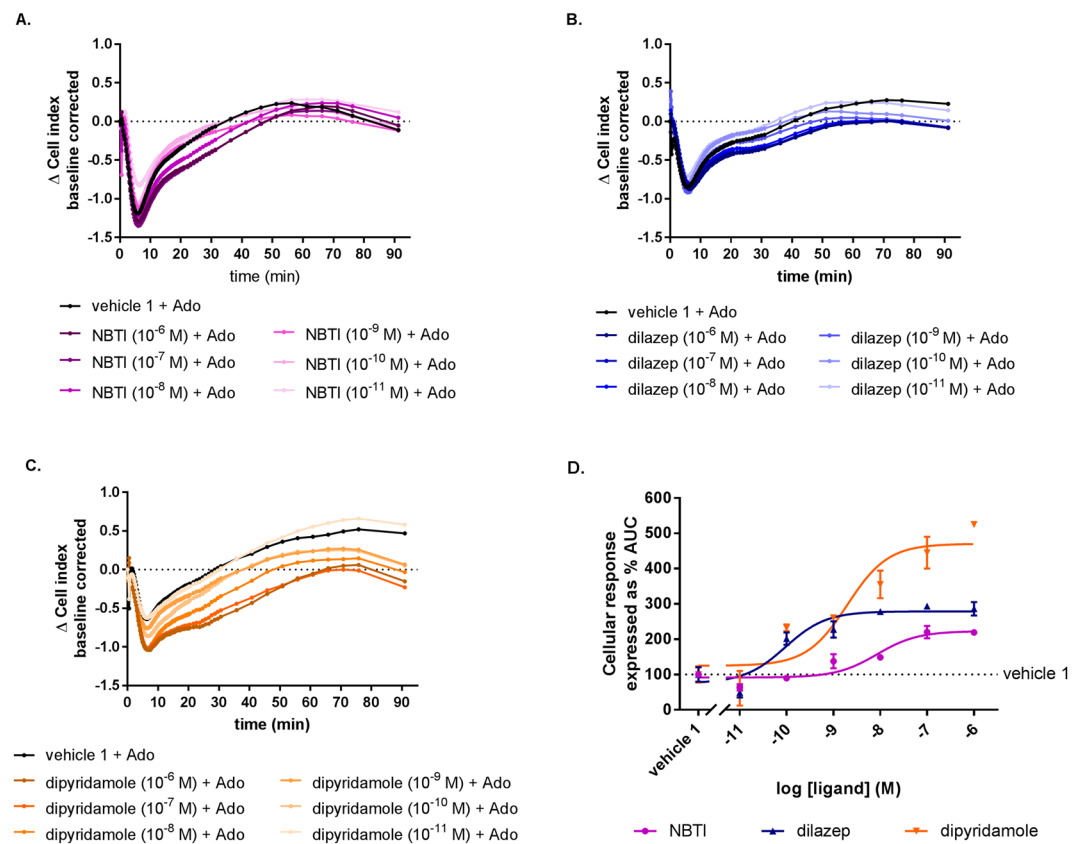 A.
Δ Cell index
baseline corrected
1.0
0.5
0.0
-0.5
-1.0
-1.5
0 10 20 30 40 50 60 70 80 90
time (min)
vehicle 1 + Ado
NBTI (10-6 M) + Ado
NBTI (10-7 M) + Ado
NBTI (10-8 M) + Ado
NBTI (10-9 M) + Ado
NBTI (10-10 M) + Ado
NBTI (10-11 M) + Ado
B.
Δ Cell index
baseline corrected
1.0
0.5
0.0
-0.5
-1.0
-1.5
0 10 20 30 40 50 60 70 80 90
time (min)
vehicle 1 + Ado
dilazep (10-6 M) + Ado
dilazep (10-7 M) + Ado
dilazep (10-8 M) + Ado
dilazep (10-9 M) + Ado
dilazep (10-10 M) + Ado
dilazep (10-11 M) + Ado
C.
Δ Cell index
baseline corrected
1.0
0.5
0.0
-0.5
-1.0
-1.5
0 10 20 30 40 50 60 70 80 90
time (min)
vehicle 1 + Ado
dipyridamole (10-6 M) + Ado
dipyridamole (10-7 M) + Ado
dipyridamole (10-8 M) + Ado
dipyridamole (10-9 M) + Ado
dipyridamole (10-10 M) + Ado
dipyridamole (10-11 M) + Ado
D.
Cellular response
expressed as % AUC
600
500
400
300
200
100
0
vehicle 1
vehicle 1 -11 -10 -9 -8 -7 -6
log [ligand] (M)
NBTI dilazep dipyridamole